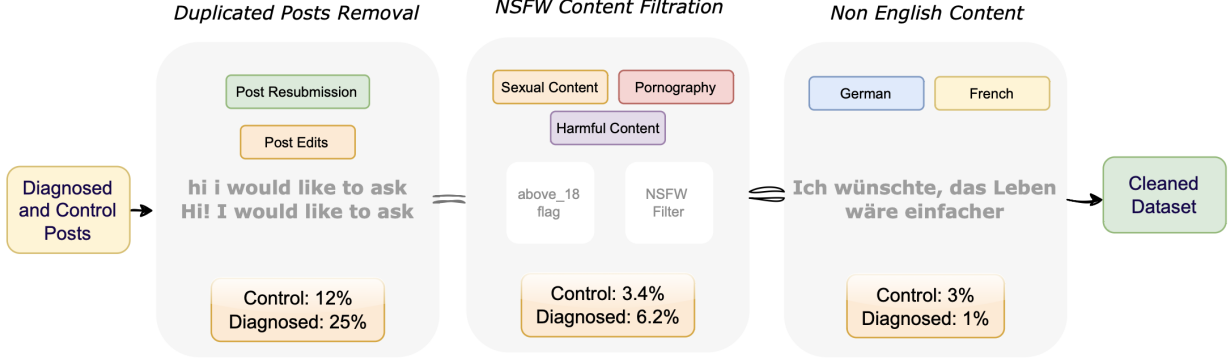 Duplicated Posts Removal
NSFW Content Filtration
Non English Content
Diagnosed
and Control
Posts
Post Resubmission
Post Edits
hi i would like to ask
Hi! I would like to ask
Control: 12%
Diagnosed: 25%
Sexual Content
Pornography
Harmful Content
above_18
flag
NSFW
Filter
Control: 3.4%
Diagnosed: 6.2%
German
French
Ich wünschte, das Leben
wäre einfacher
Control: 3%
Diagnosed: 1%
Cleaned
Dataset